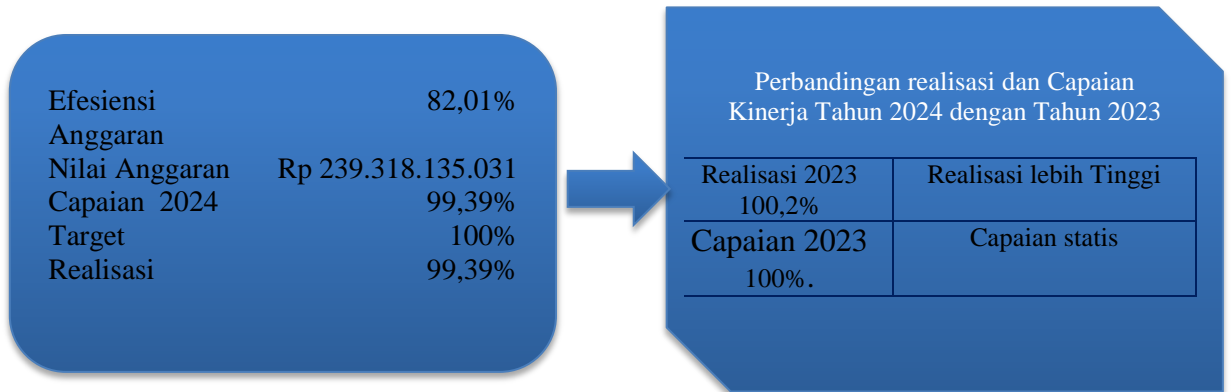 Efesiensi 82,01%
Anggaran
Nilai Anggaran Rp 239.318.135.031
Capaian 2024 99,39%
Target 100%
Realisasi 99,39%
Perbandingan realisasi dan Capaian
Kinerja Tahun 2024 dengan Tahun 2023
Realisasi 2023 Realisasi lebih Tinggi
100,2%
Capaian 2023 Capaian statis
100%.